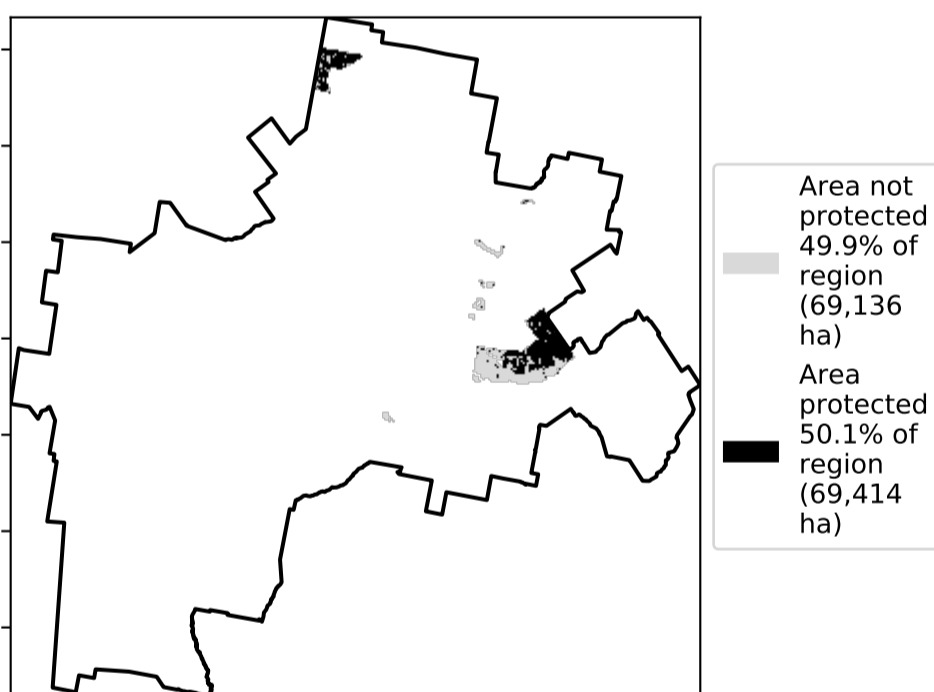 Area not
protected
49.9% of
region
(69,136
ha)
Area
protected
50.1% of
region
(69,414
ha)